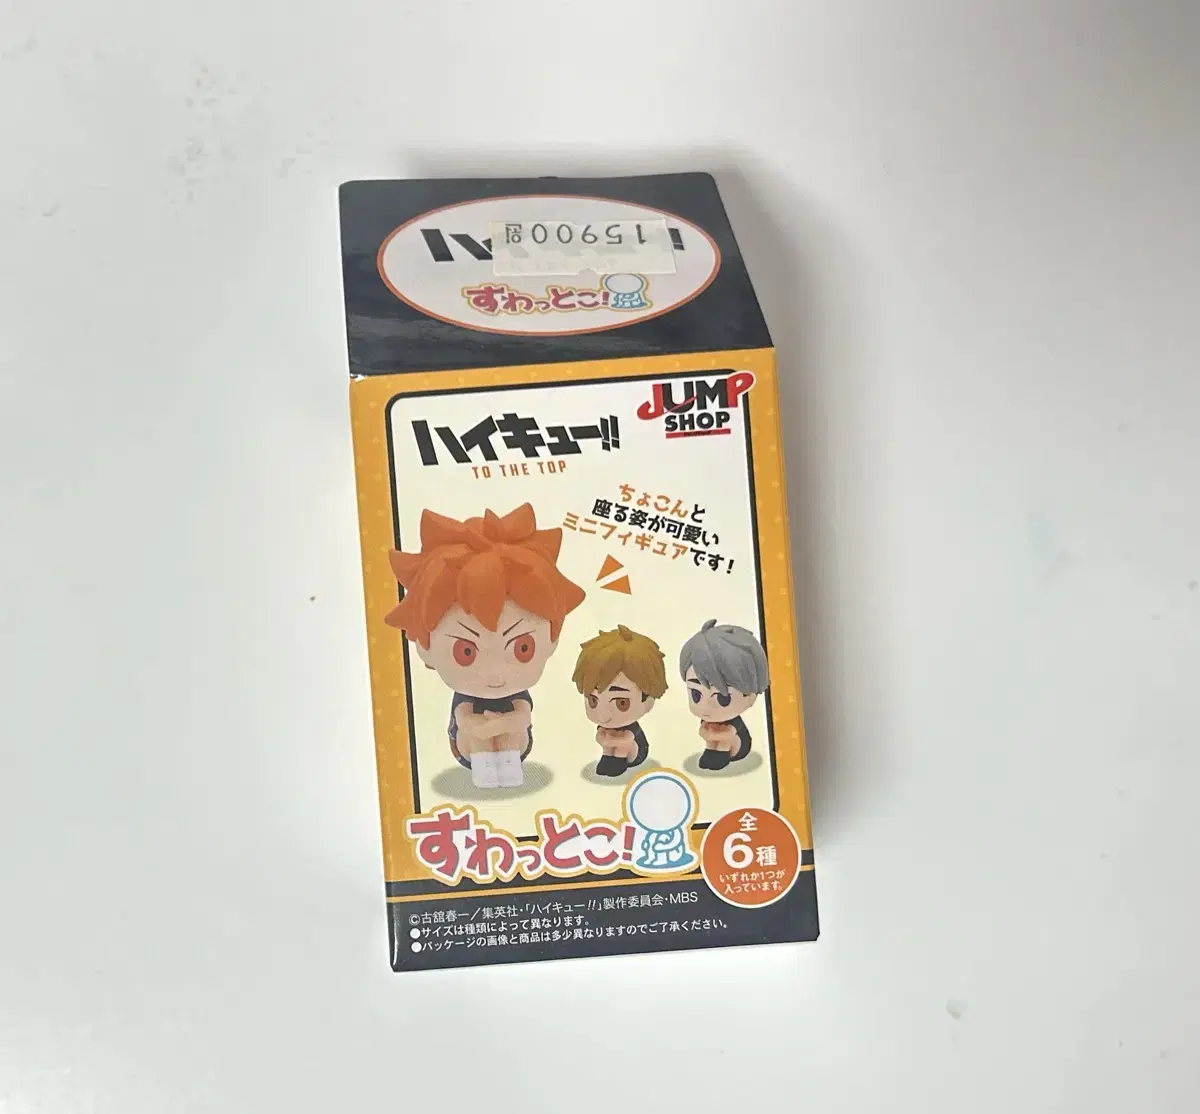 ハイキュー!!
15900원
すわっとこ!
JUMP
SHOP
ハイキュー!!
TO THE TOP
ちょこんと
座る姿が可愛い
ミニフィギュアです!
すわっとこ!
全
6種
いずれか1つが
入っています。
©古舘春一/集英社・「ハイキュー!!」製作委員会・MBS
●サイズは種類によって異なります。
●パッケージの画像と商品は多少異なりますのでご了承ください。